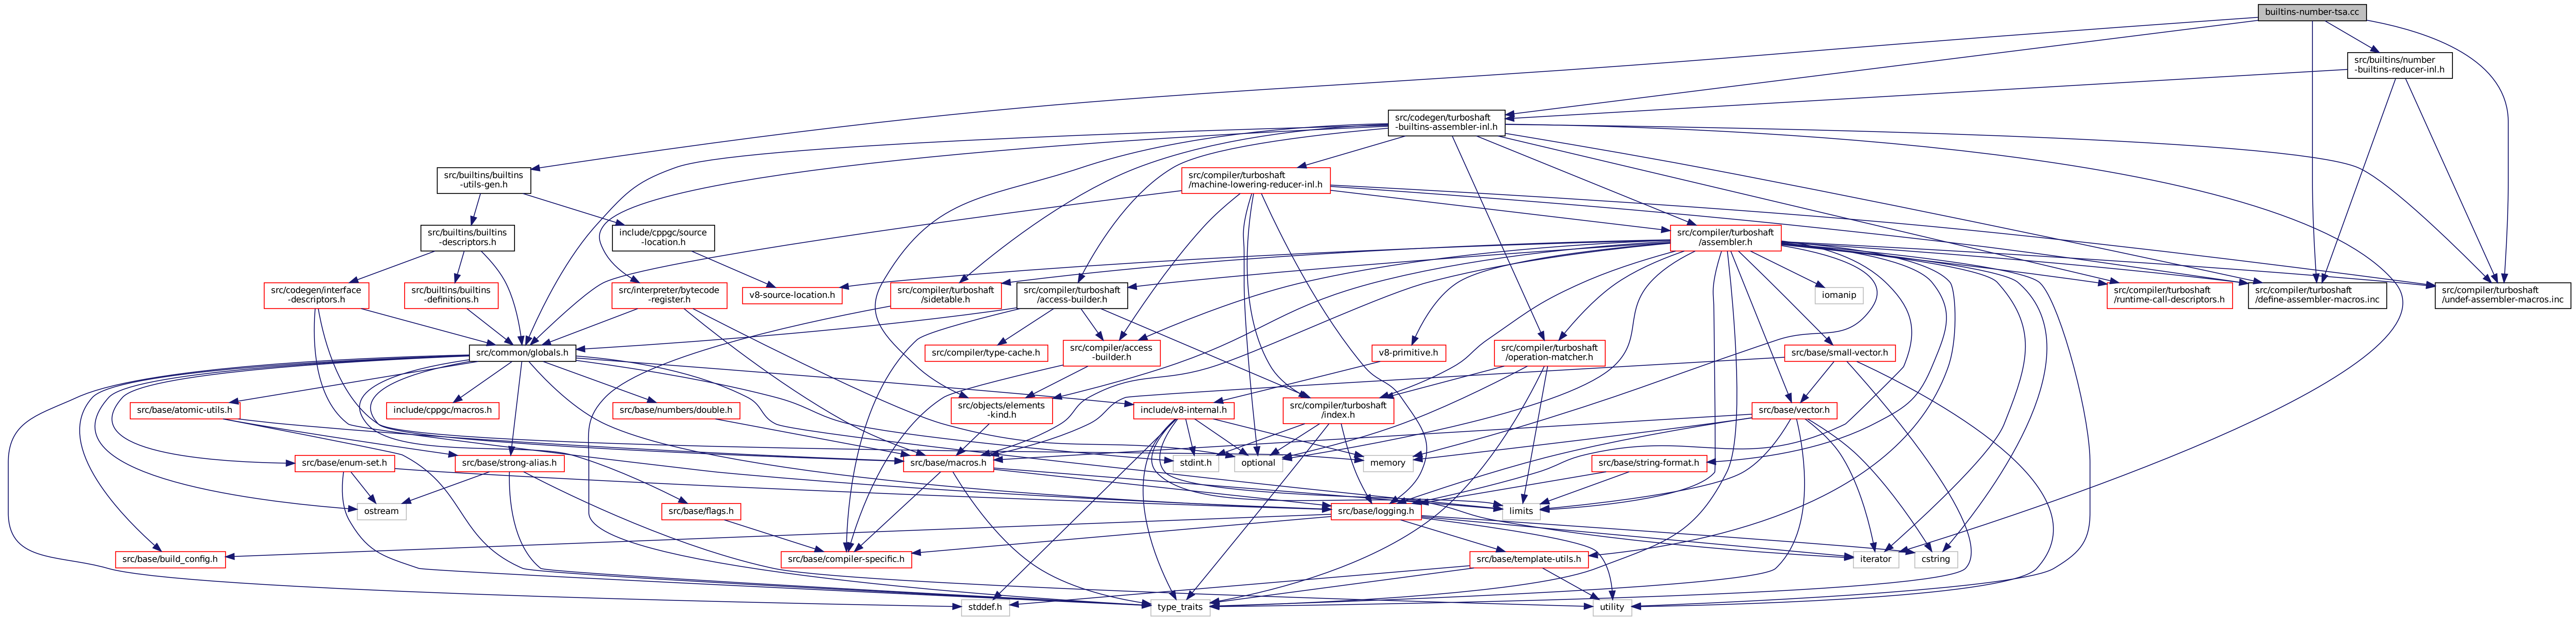 builtins-number-tsa.cc
src/builtins/number
-builtins-reducer-inl.h
src/codegen/turboshaft
-builtins-assembler-inl.h
src/builtins/builtins
-utils-gen.h
src/compiler/turboshaft
/machine-lowering-reducer-inl.h
src/builtins/builtins
-descriptors.h
include/cppgc/source
-location.h
src/compiler/turboshaft
/assembler.h
src/codegen/interface
-descriptors.h
src/builtins/builtins
-definitions.h
src/interpreter/bytecode
-register.h
v8-source-location.h
src/compiler/turboshaft
/sidetable.h
src/compiler/turboshaft
/access-builder.h
iomanip
src/compiler/turboshaft
/runtime-call-descriptors.h
src/compiler/turboshaft
/define-assembler-macros.inc
src/compiler/turboshaft
/undef-assembler-macros.inc
src/common/globals.h
src/compiler/type-cache.h
src/compiler/access
-builder.h
v8-primitive.h
src/compiler/turboshaft
/operation-matcher.h
src/base/small-vector.h
src/base/atomic-utils.h
include/cppgc/macros.h
src/base/numbers/double.h
src/objects/elements
-kind.h
include/v8-internal.h
src/compiler/turboshaft
/index.h
src/base/vector.h
src/base/enum-set.h
src/base/strong-alias.h
src/base/macros.h
stdint.h
optional
memory
src/base/string-format.h
ostream
src/base/flags.h
src/base/logging.h
limits
src/base/build_config.h
src/base/compiler-specific.h
src/base/template-utils.h
iterator
cstring
stddef.h
type_traits
utility